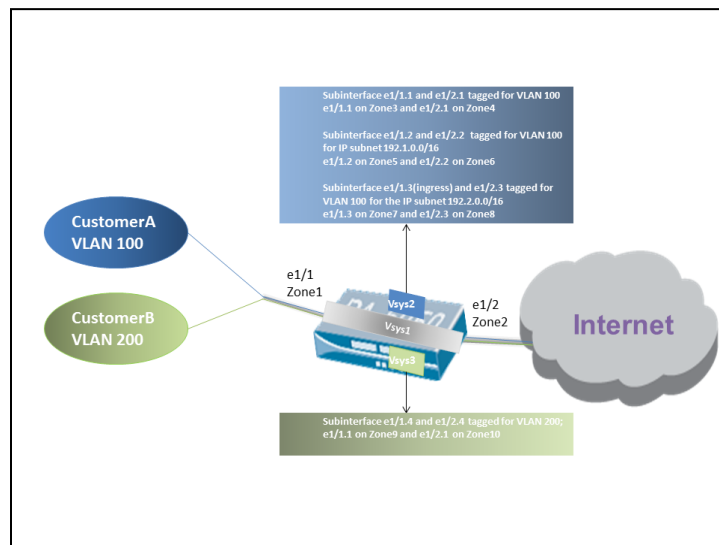 Subinterface e1/1.1 and e1/2.1 tagged for VLAN 100
e1/1.1 on Zone3 and e1/2.1 on Zone4
Subinterface e1/1.2 and e1/2.2 tagged for VLAN 100
for IP subnet 192.1.0.0/16
e1/1.2 on Zone5 and e1/2.2 on Zone6
Subinterface e1/1.3(ingress) and e1/2.3 tagged for
VLAN 100 for the IP subnet 192.2.0.0/16
e1/1.3 on Zone7 and e1/2.3 on Zone8
CustomerA
VLAN 100
CustomerB
VLAN 200
e1/1
Zone1
Vsys2
Vsys1
Vsys3
e1/2
Zone2
Internet
Subinterface e1/1.4 and e1/2.4 tagged for VLAN 200;
e1/1.1 on Zone9 and e1/2.1 on Zone10